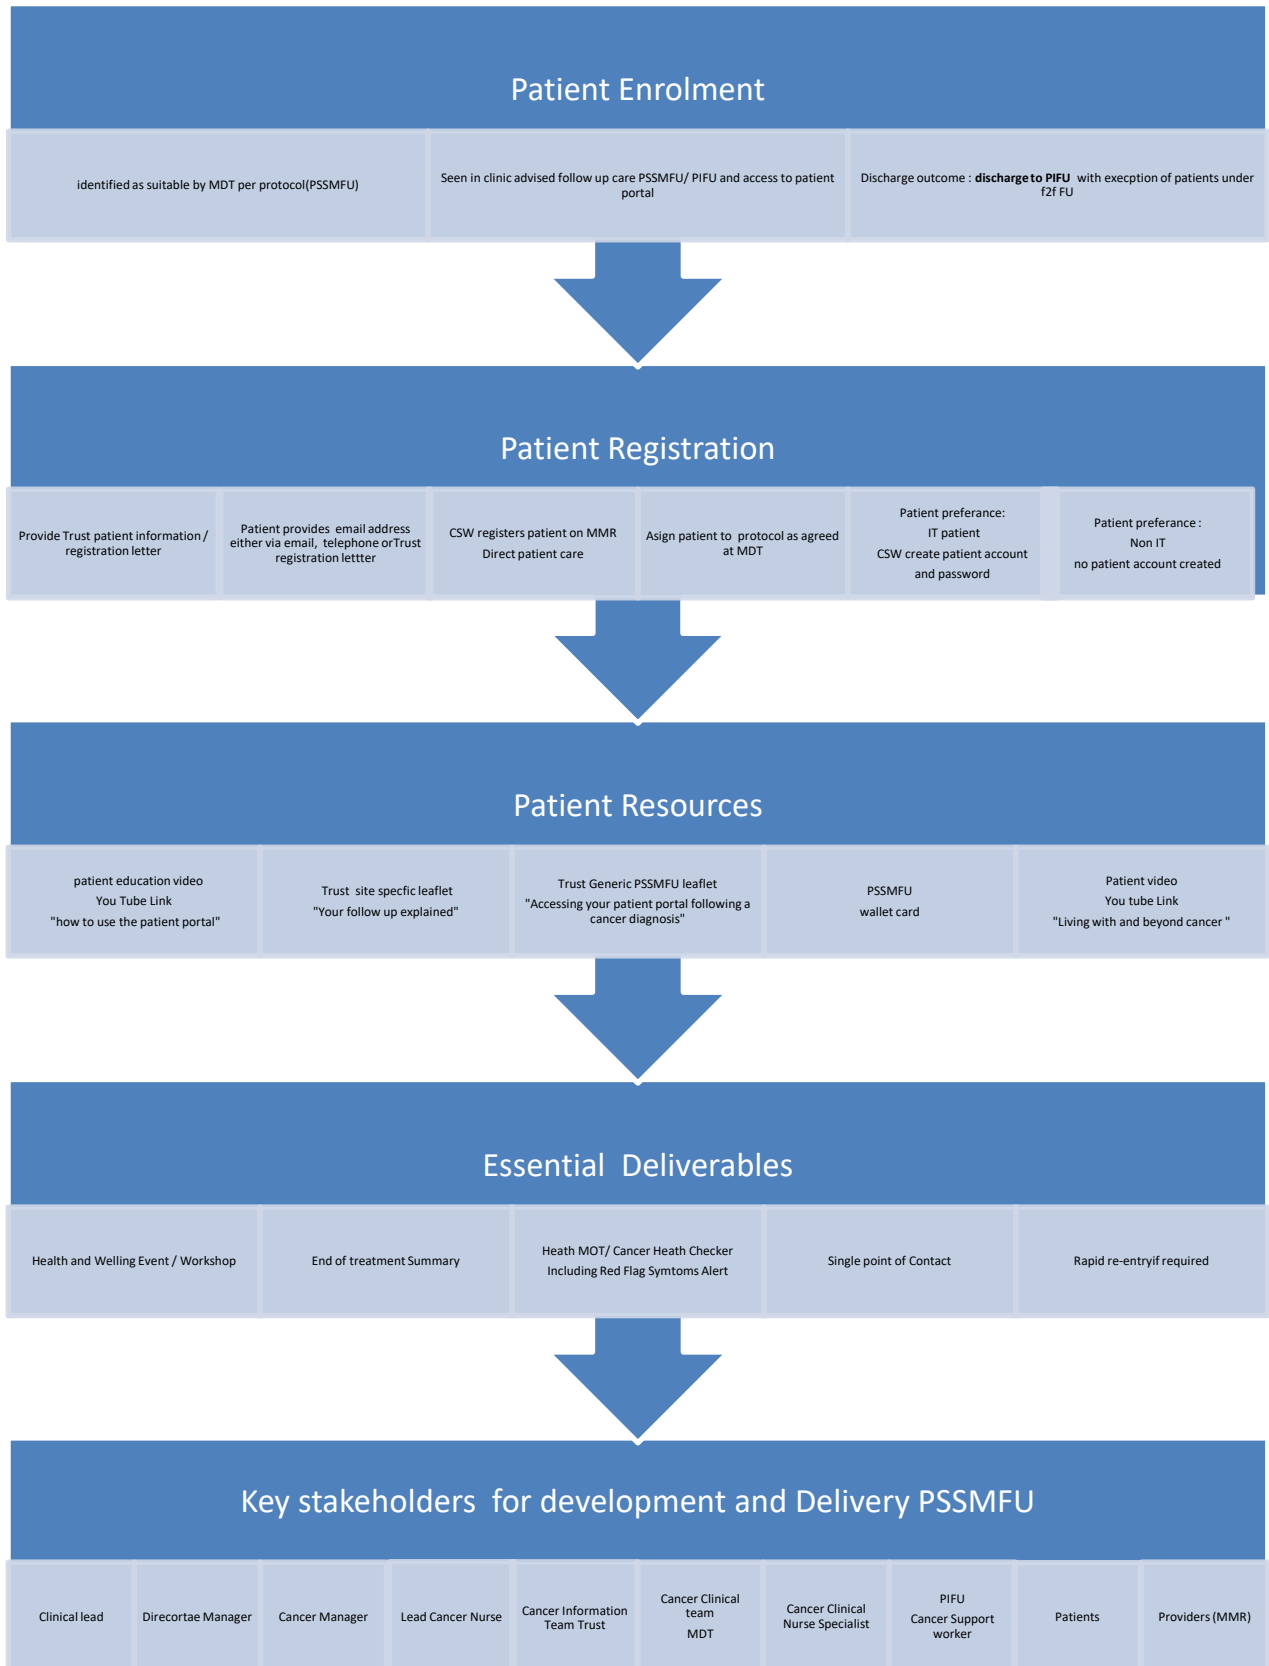 Patient Enrolment
identified as suitable by MDT per protocol(PSSMFU)
Seen in clinic advised follow up care PSSMFU/ PIFU and access to patient
portal
Discharge outcome : discharge to PIFU with execption of patients under
f2f FU
Patient Registration
Provide Trust patient information /
registration letter
Patient provides email address
either via email, telephone orTrust
registration lettter
CSW registers patient on MMR
Direct patient care
Asign patient to protocol as agreed
at MDT
Patient preferance:
IT patient
CSW create patient account
and password
Patient preferance :
Non IT
no patient account created
Patient Resources
patient education video
You Tube Link
"how to use the patient portal"
Trust site specfic leaflet
"Your follow up explained"
Trust Generic PSSMFU leaflet
"Accessing your patient portal following a
cancer diagnosis"
PSSMFU
wallet card
Patient video
You tube Link
"Living with and beyond cancer "
Essential Deliverables
Health and Welling Event / Workshop
End of treatment Summary
Heath MOT/ Cancer Heath Checker
Including Red Flag Symtoms Alert
Single point of Contact
Rapid re-entryif required
Key stakeholders for development and Delivery PSSMFU
Clinical lead
Direcortae Manager
Cancer Manager
Lead Cancer Nurse
Cancer Information
Team Trust
Cancer Clinical
team
MDT
Cancer Clinical
Nurse Specialist
PIFU
Cancer Support
worker
Patients
Providers (MMR)